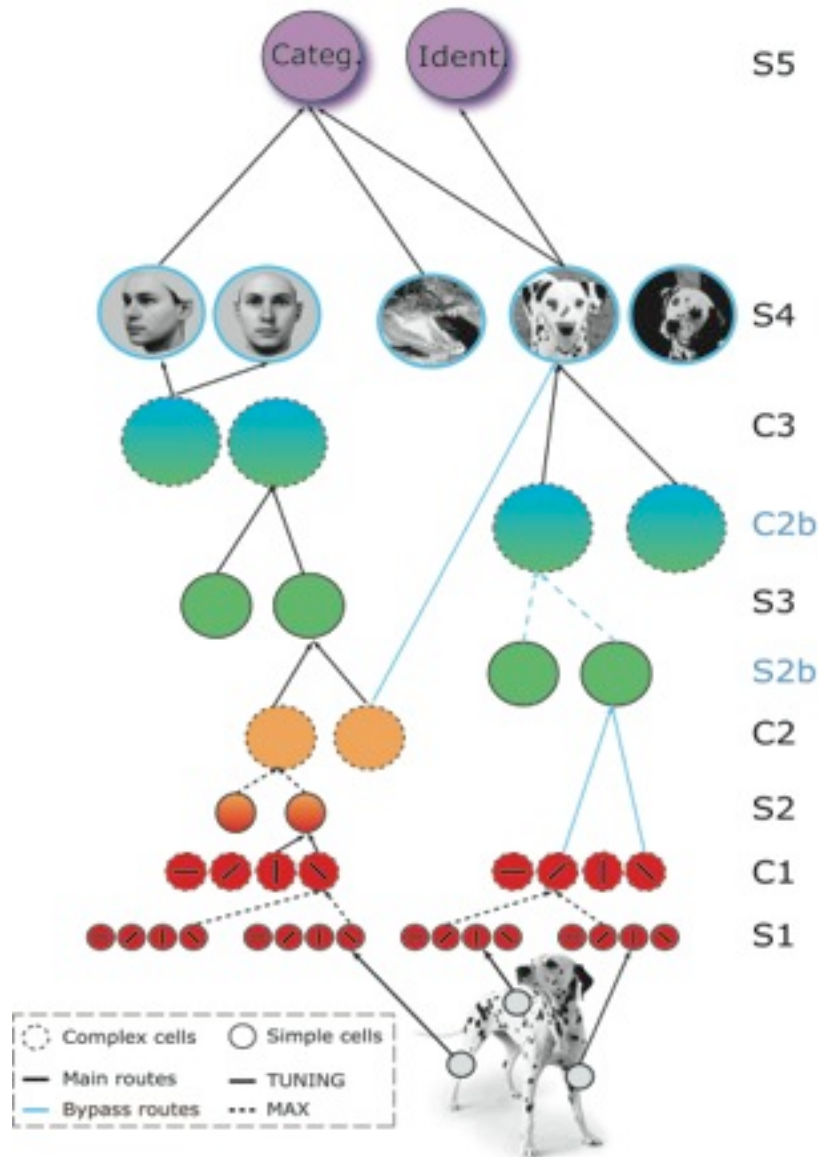 Categ.
Ident.
S5
S4
C3
C2b
S3
S2b
C2
S2
C1
S1
Complex cells
Simple cells
Main routes
TUNING
Bypass routes
MAX